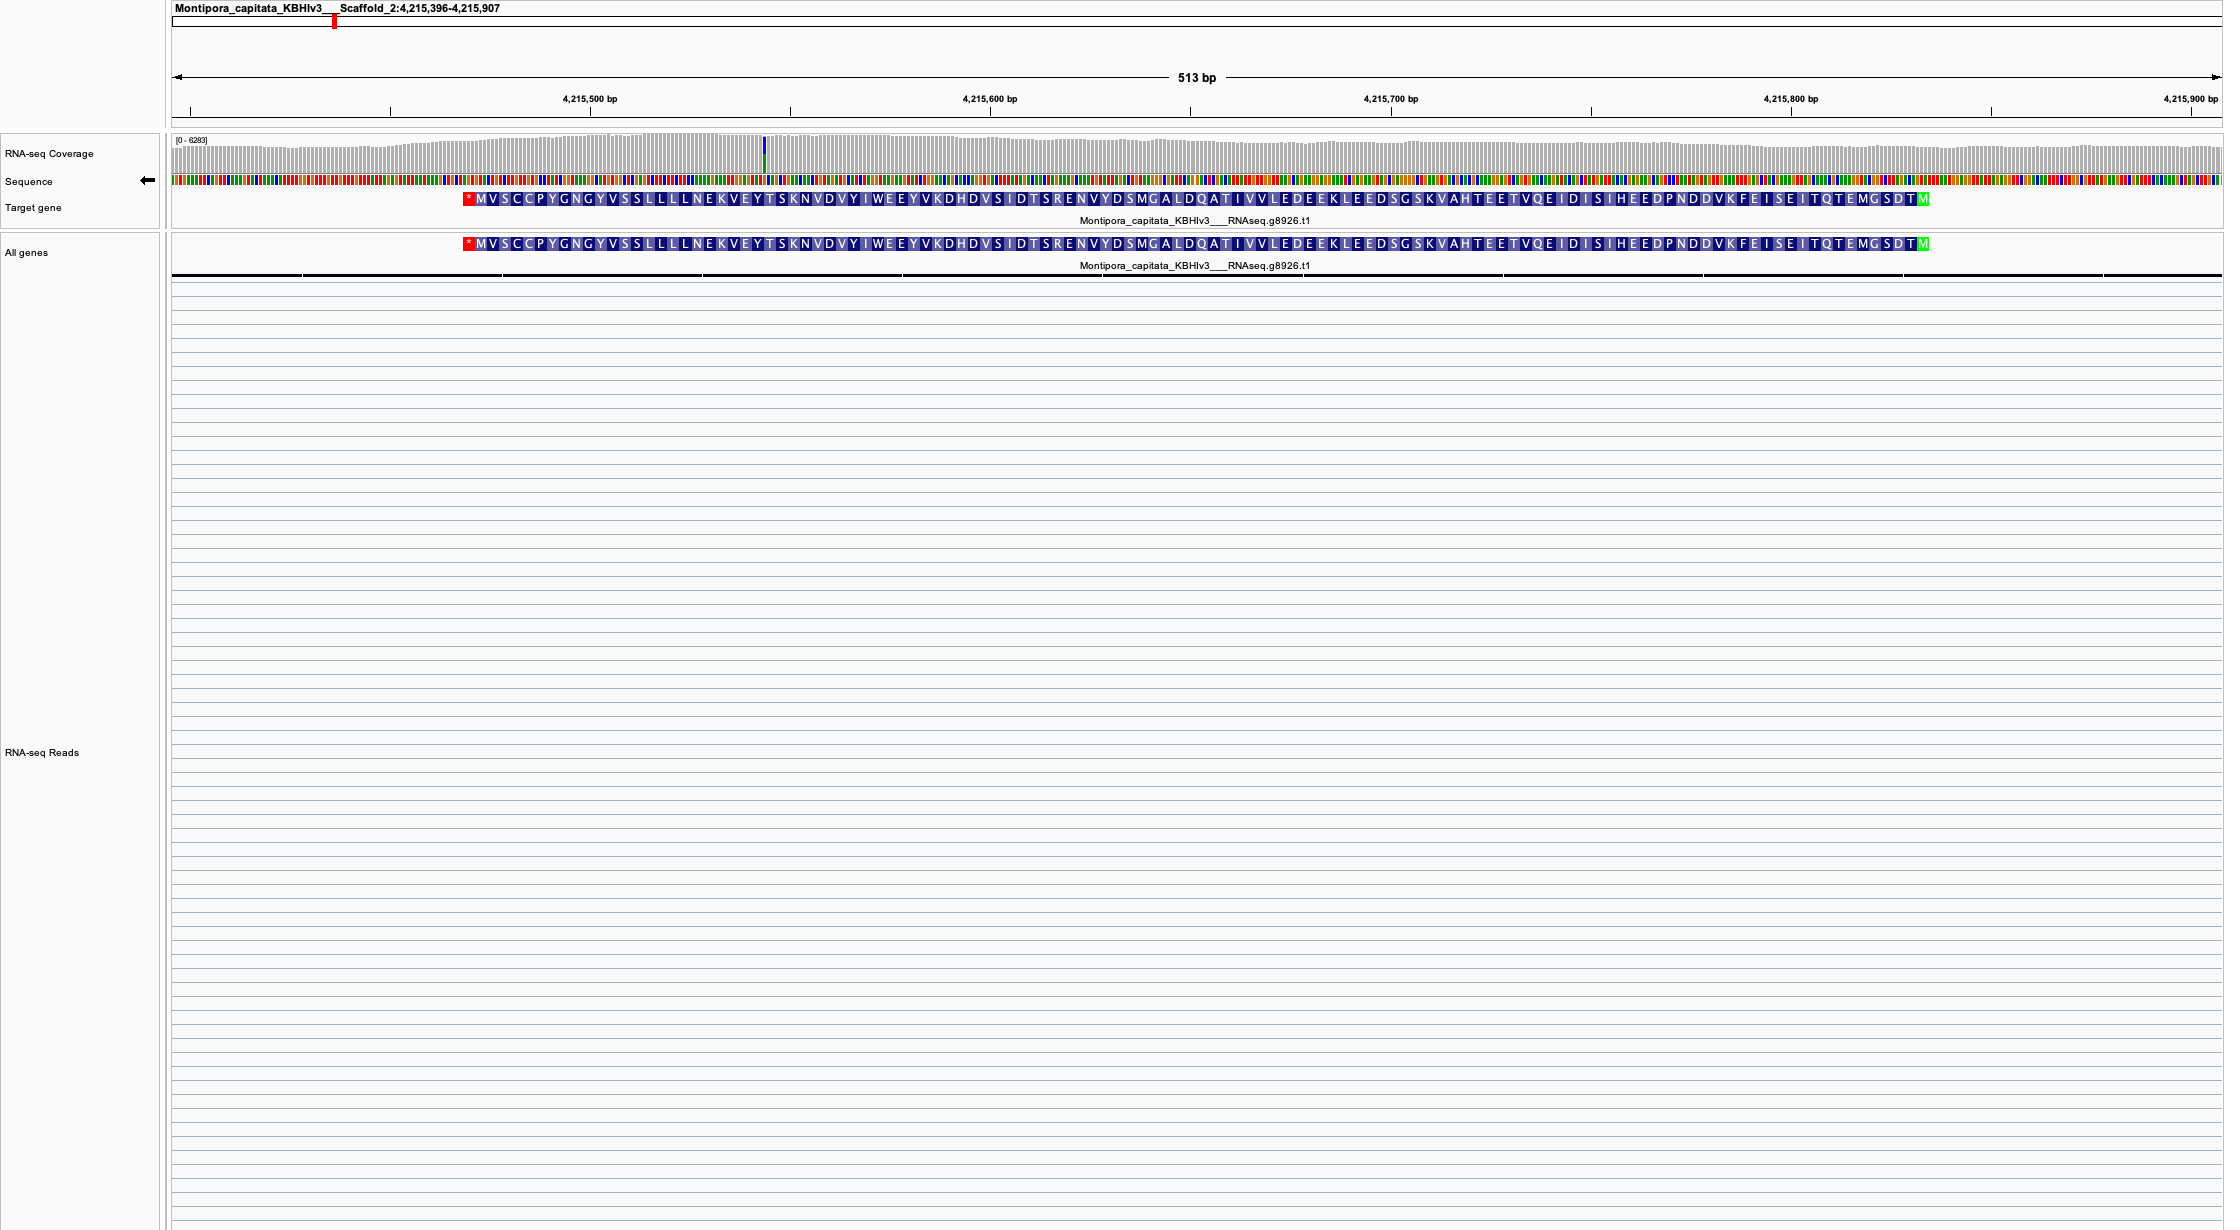 Montipora_capitata_KBHIv3___Scaffold_2:4,215,396-4,215,907
513 bp
4,215,500 bp 4,215,600 bp 4,215,700 bp 4,215,800 bp 4,215,900 bp
[0 - 6283]
RNA-seq Coverage
Sequence
Target gene
*MVSCCPYGNGYVSSLLLLNEKVEYTSKNVDVYIWEEYVKDHDVSIDTSRENVYDSMGALDQATIVVLEDEEKLEEDSGSKVAHTEETVQEIDISIHEEDPNDDVKFEISEITQTEMGSDTM
Montipora_capitata_KBHIv3___RNAseq.g8926.t1
All genes
*MVSCCPYGNGYVSSLLLLNEKVEYTSKNVDVYIWEEYVKDHDVSIDTSRENVYDSMGALDQATIVVLEDEEKLEEDSGSKVAHTEETVQEIDISIHEEDPNDDVKFEISEITQTEMGSDTM
Montipora_capitata_KBHIv3___RNAseq.g8926.t1
RNA-seq Reads